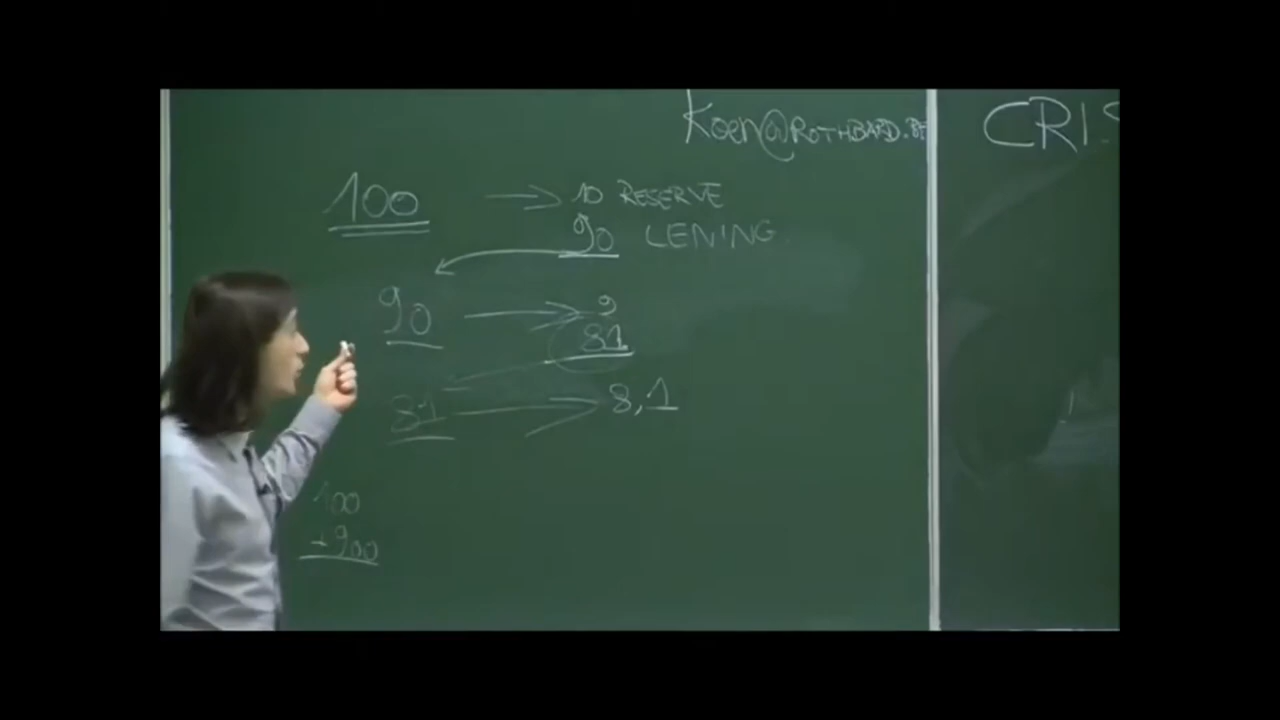 Koen@ROTHBARD.BE
CRIS
100 → 10 RESERVE
90 LENING
90 → 9
81
81 → 8,1
100
+900